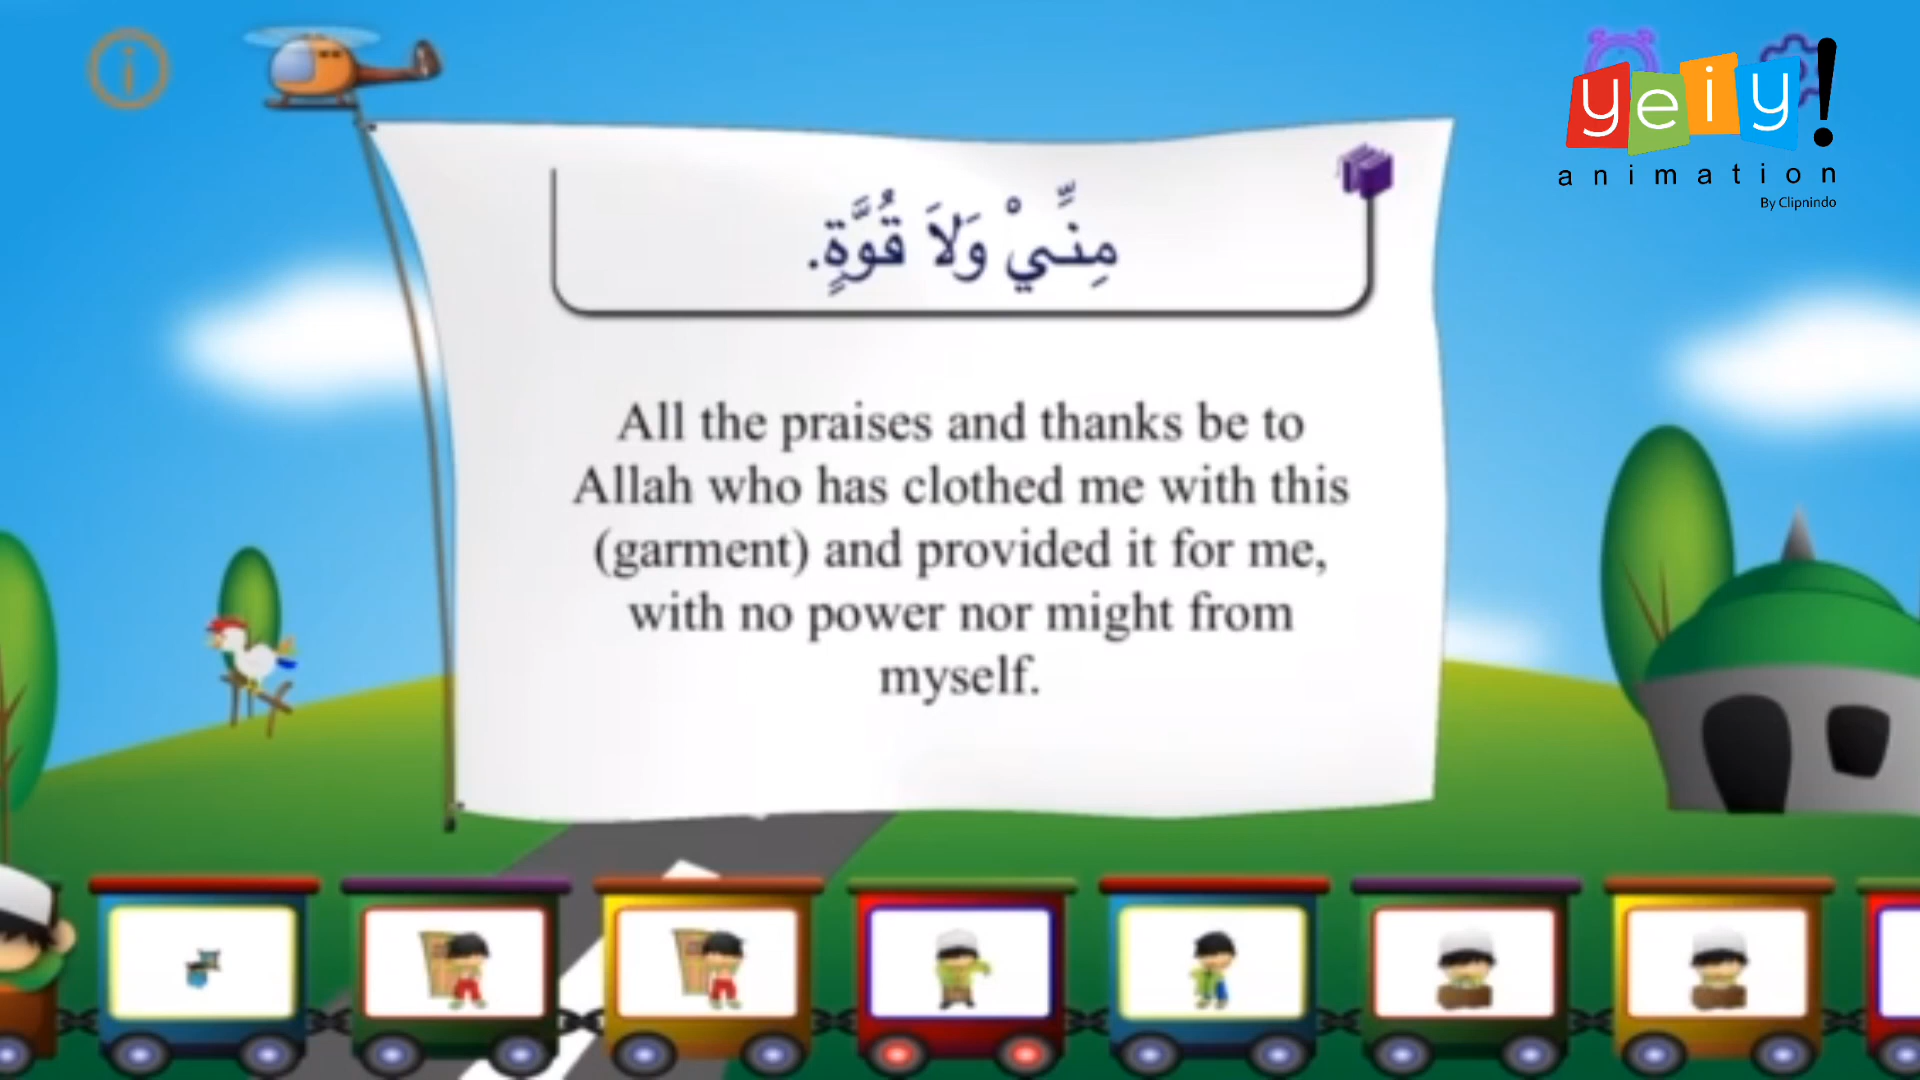 yeiy!
animation
By Clipnindo
مِنِّيْ وَلاَ قُوَّةٍ.
All the praises and thanks be to
Allah who has clothed me with this
(garment) and provided it for me,
with no power nor might from
myself.